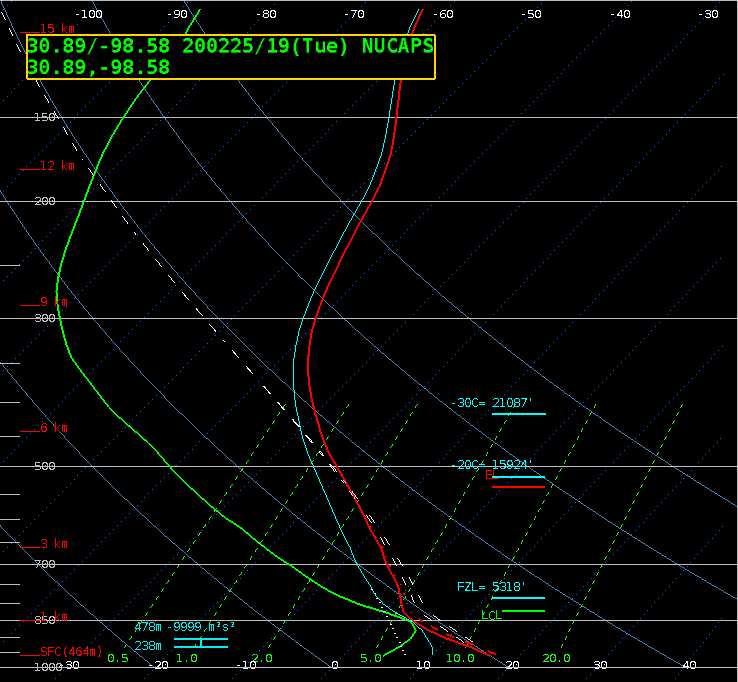 -100 -90 -80 -70 -60 -50 -40 -30
15 km
30.89/-98.58 200225/19(Tue) NUCAPS
30.89,-98.58
150
12 km
200
9 km
300
-30C= 21087'
6 km
500
-20C= 15924'
3 km
700
FZL= 5318'
LCL
850
478m -9999 m²s²
238m
SFC(464m)
0.5 1.0 2.0 5.0 10.0 20.0
1000 -30 -20 -10 0 10 20 30 40